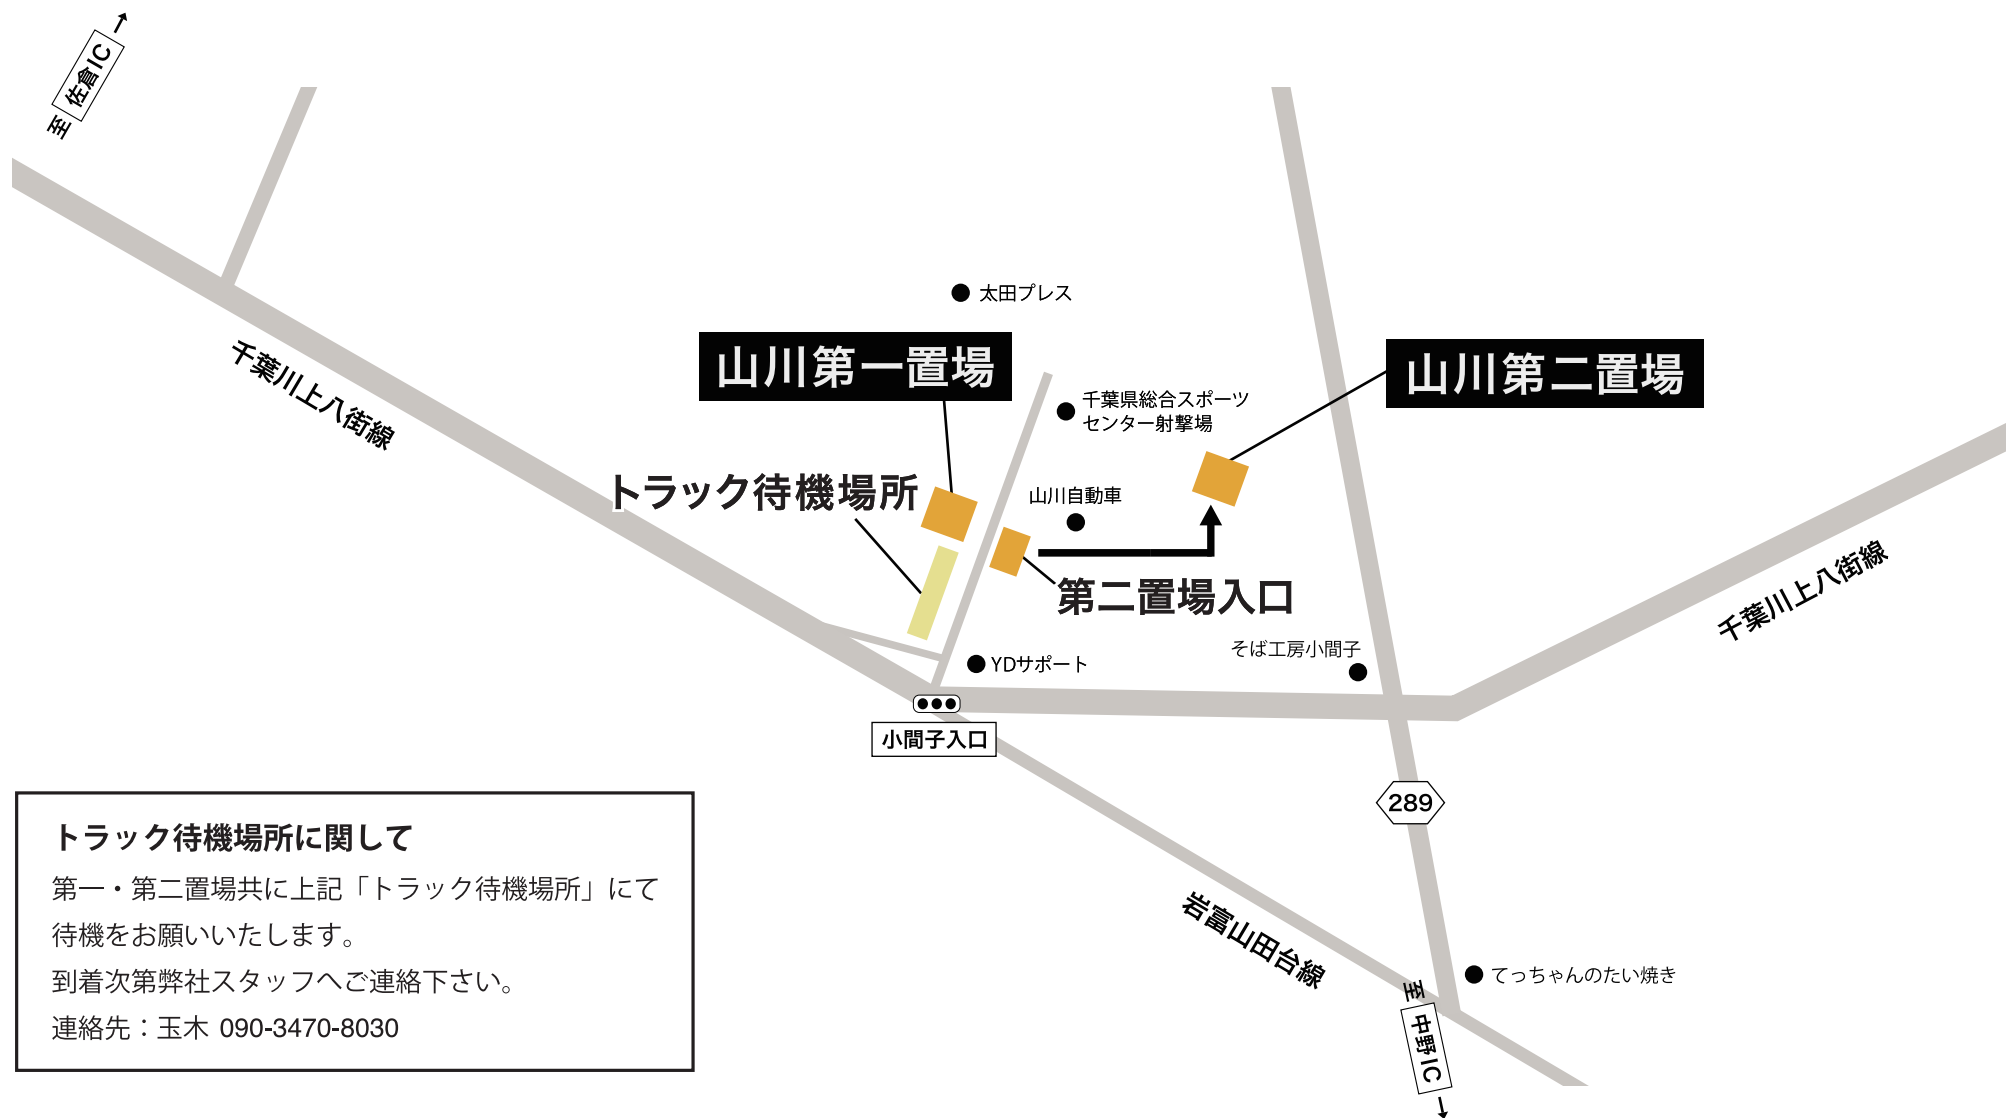 至 佐倉IC
太田プレス
山川第一置場
山川第二置場
千葉川上八街線
千葉県総合スポーツ
センター射撃場
トラック待機場所
山川自動車
第二置場入口
千葉川上八街線
そば工房小間子
YDサポート
小間子入口
289
トラック待機場所に関して
第一・第二置場共に上記「トラック待機場所」にて
待機をお願いいたします。
到着次第弊社スタッフへご連絡下さい。
連絡先：玉木 090-3470-8030
岩富山田台線
てっちゃんのたい焼き
至 中野IC